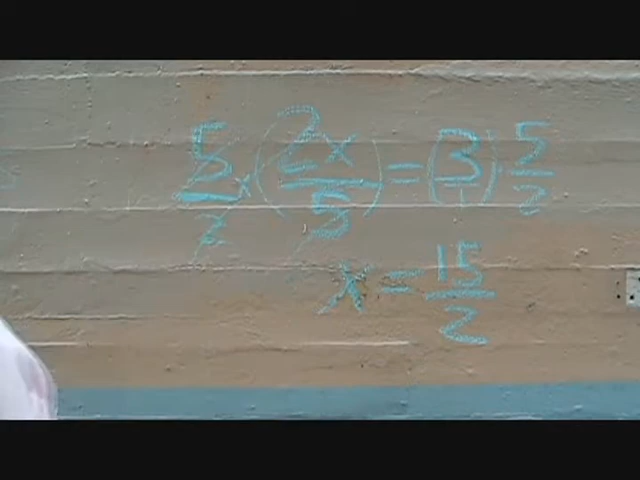 5/2 × (2x/5) = (3/1) 5/2
x = 15/2